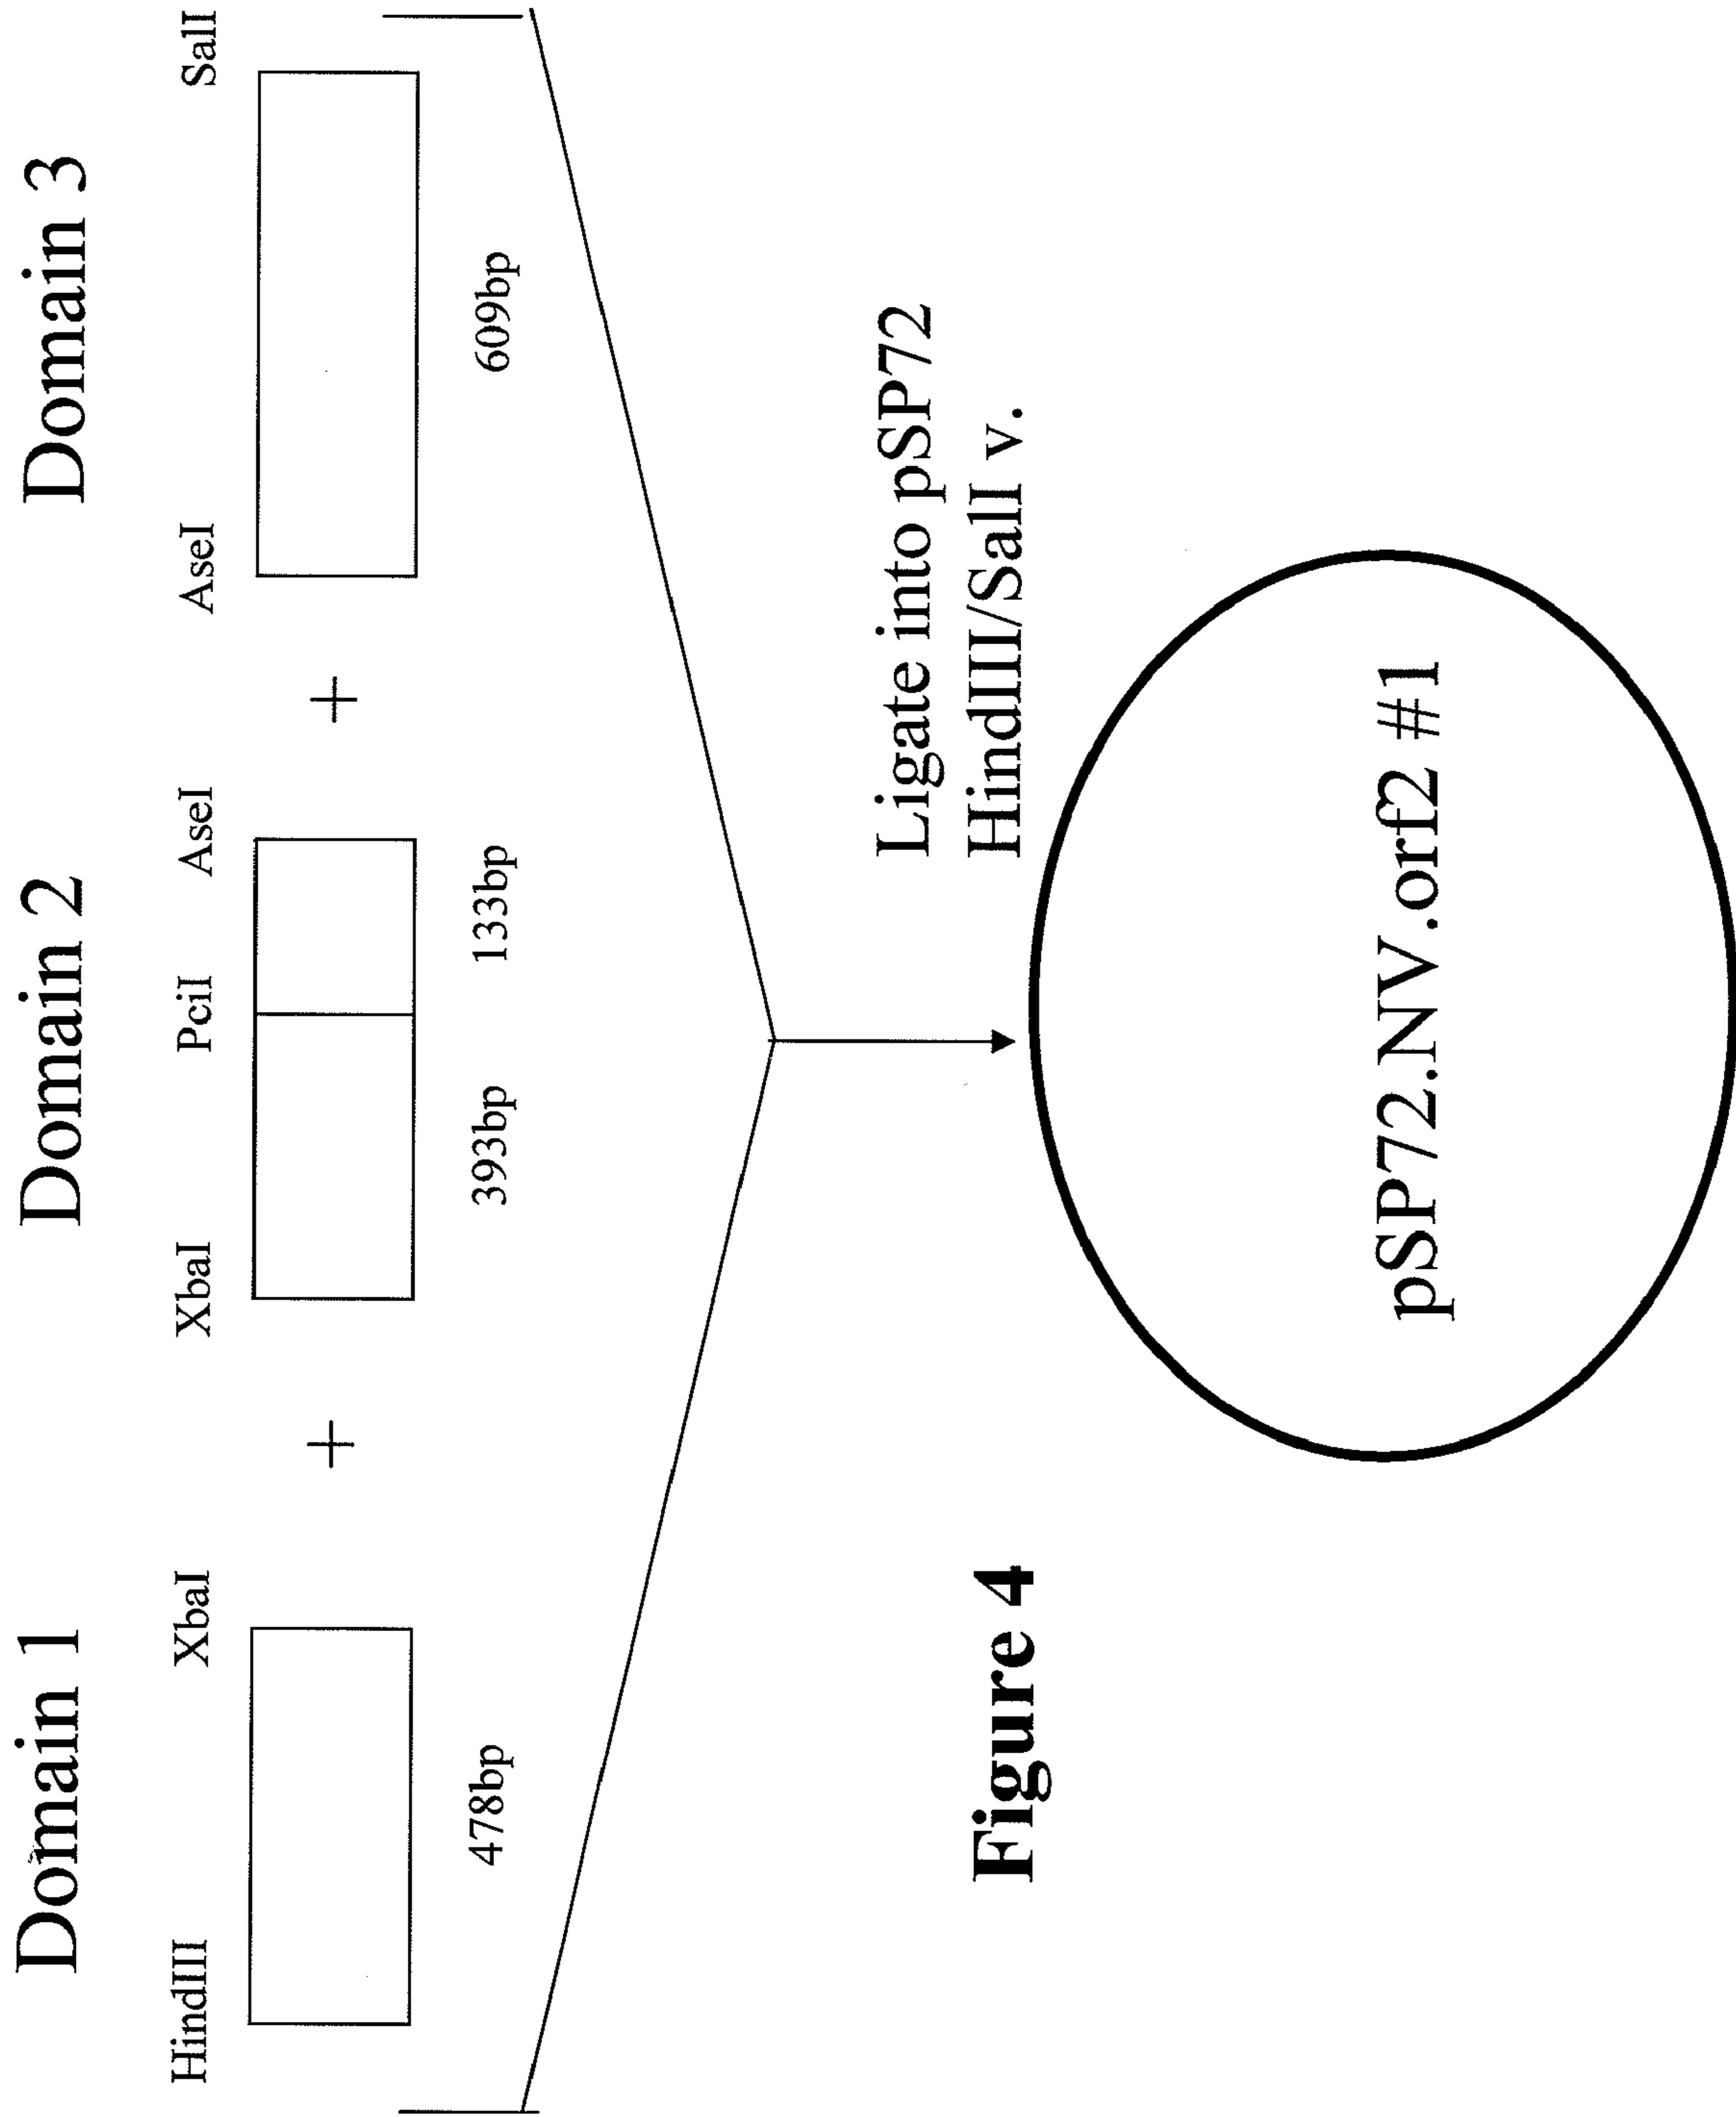 Domain 1 Domain 2 Domain 3
HindIII XbaI XbaI PciI AseI AseI SalI
+ +
478bp 393bp 133bp 609bp
Ligate into pSP72
HindIII/SalI v.
Figure 4
pSP72.NV.orf2 #1